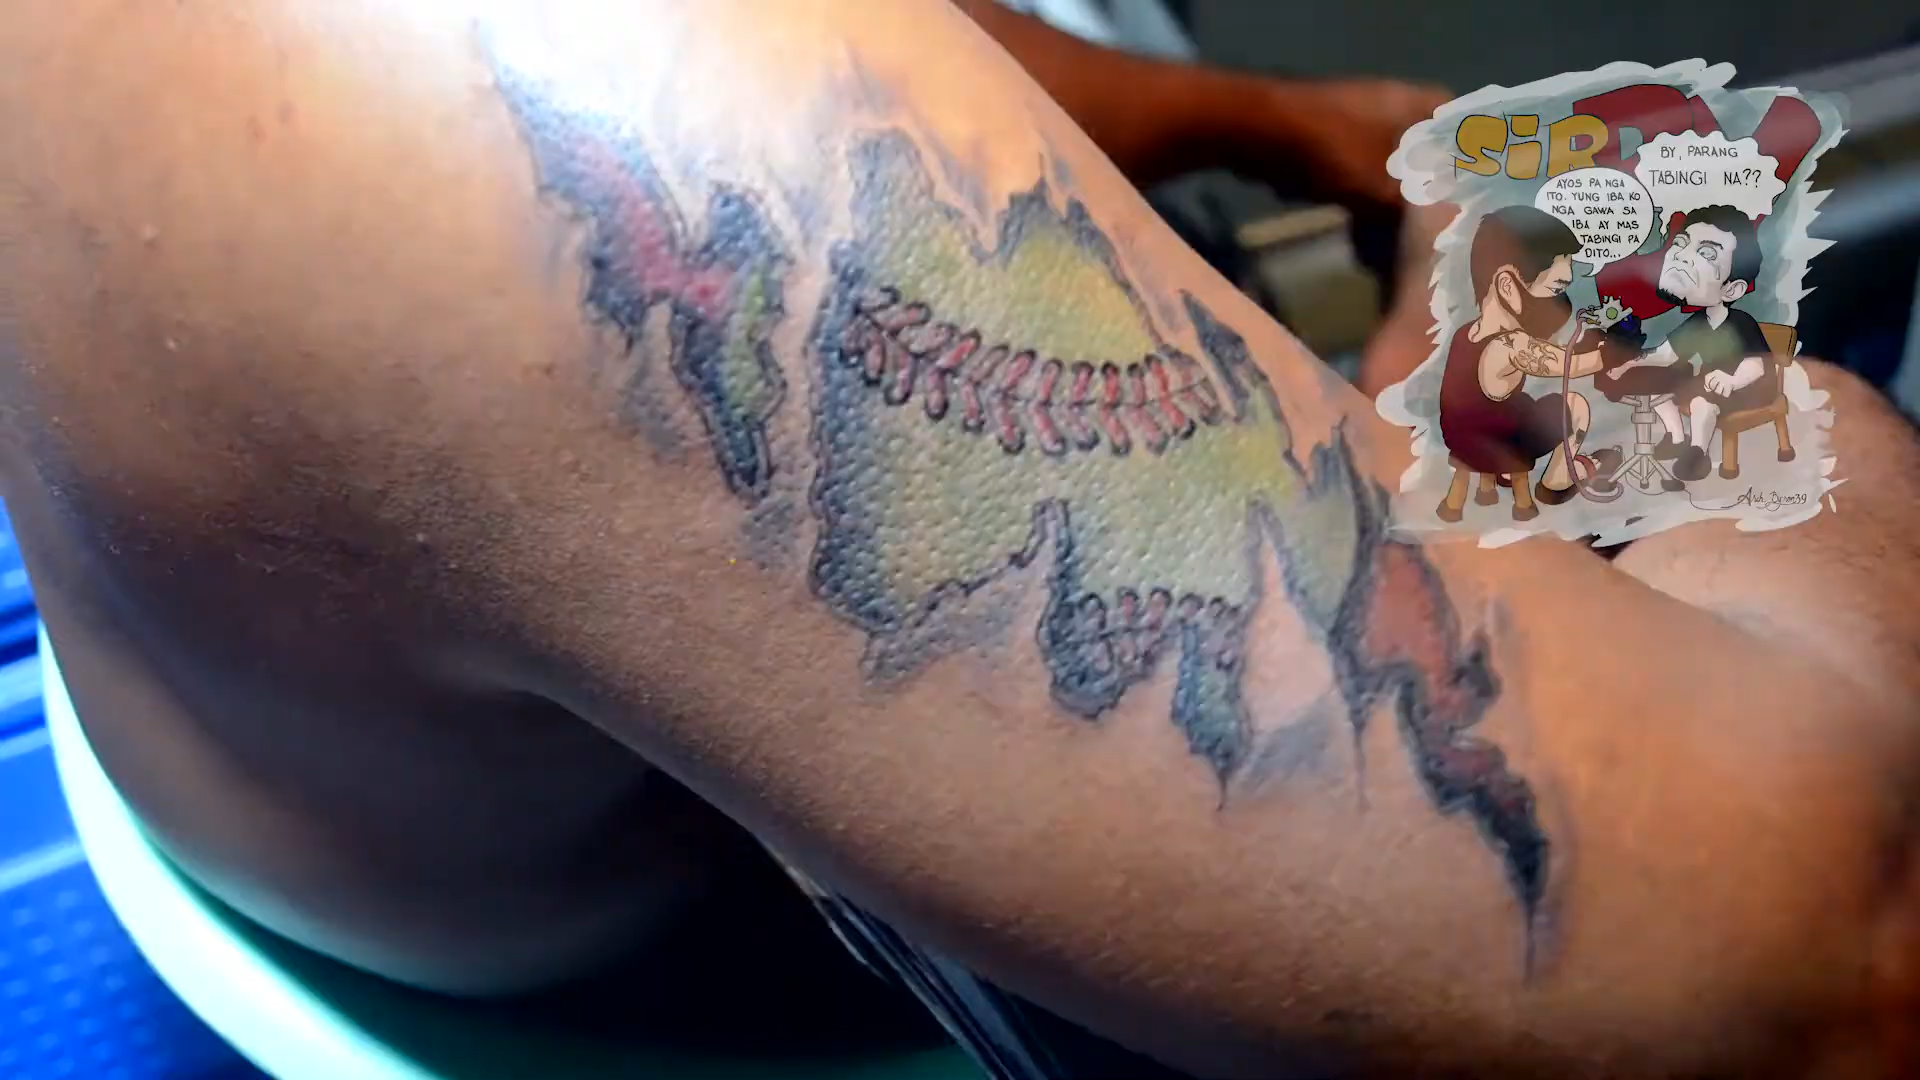 BY, PARANG
TABINGI NA??
AYOS PA NGA
ITO. YUNG IBA KO
NGA GAWA SA
IBA AY MAS
TABINGI PA
DITO...